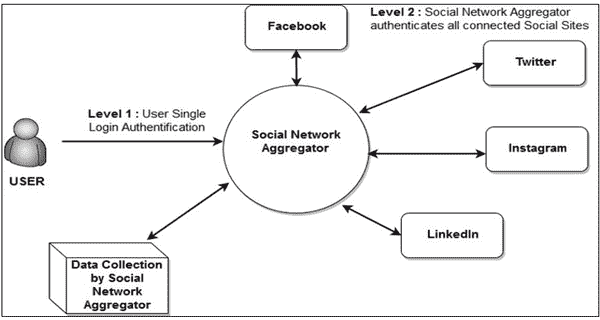 Facebook
Level 2 : Social Network Aggregator
authenticates all connected Social Sites
Twitter
Level 1 : User Single
Login Authentification
Social Network
Aggregator
Instagram
USER
LinkedIn
Data Collection
by Social
Network
Aggregator